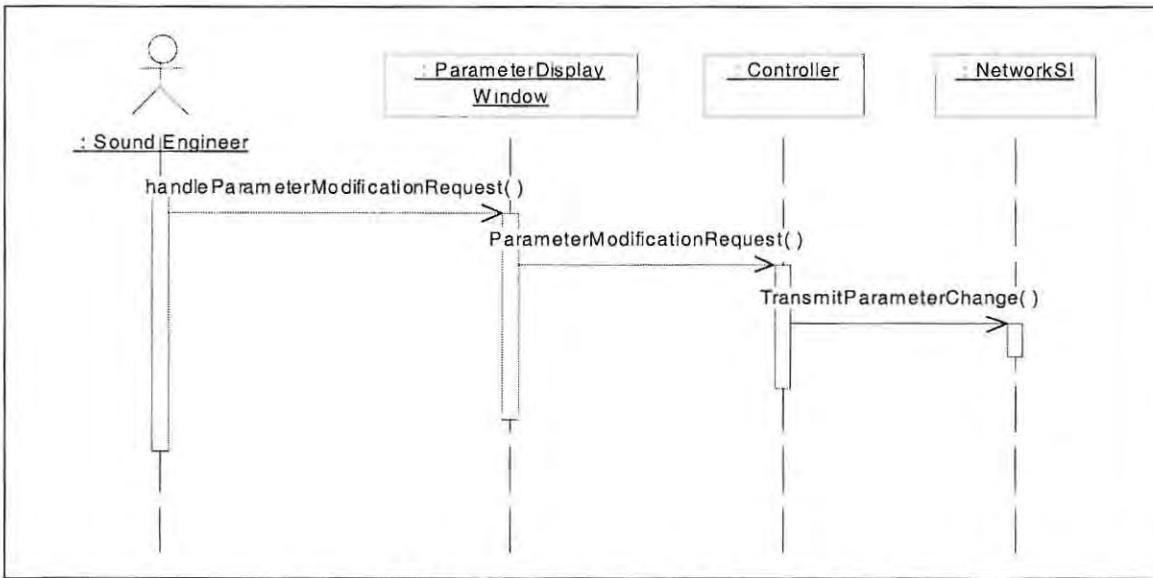 : ParameterDisplay
Window
: Controller
: NetworkSI
: Sound Engineer
handleParameterModificationRequest( )
ParameterModificationRequest( )
TransmitParameterChange( )